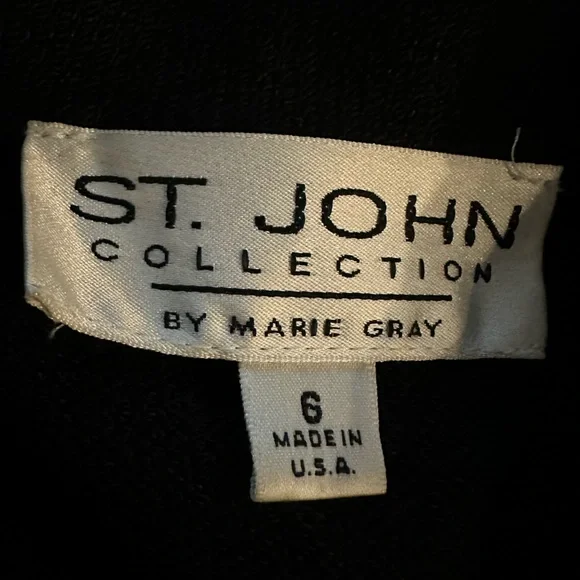 ST. JOHN
COLLECTION
BY MARIE GRAY
6
MADE IN
U.S.A.